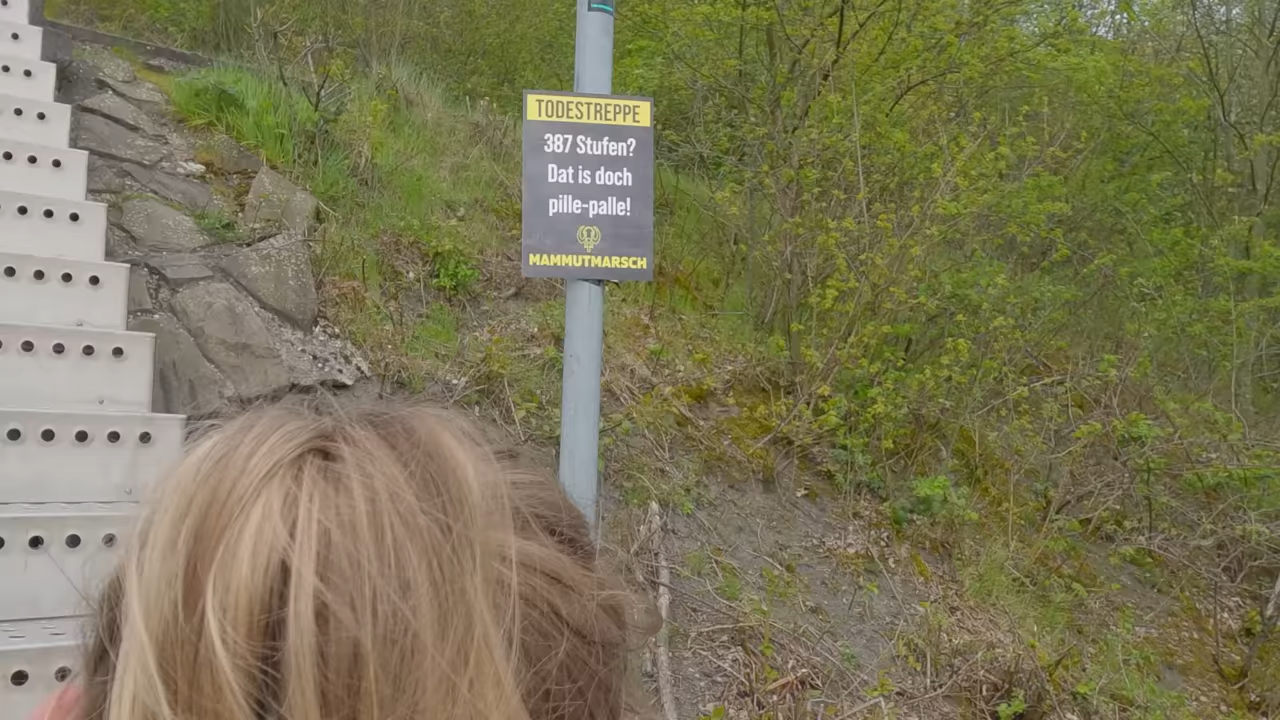 TODESTREPPE
387 Stufen?
Dat is doch
pille-palle!
MAMMUTMARSCH